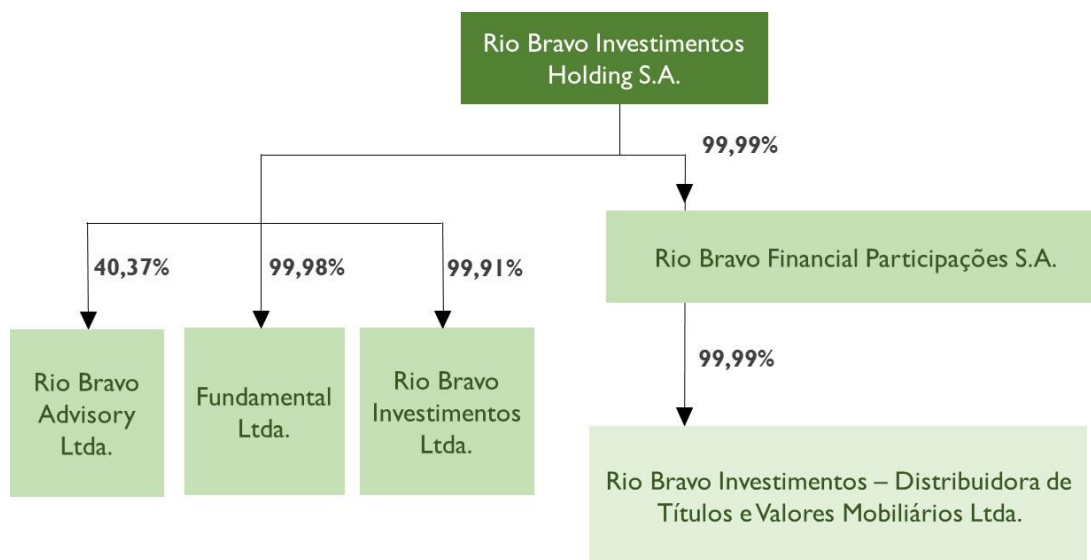 Rio Bravo Investimentos
Holding S.A.
99,99%
Rio Bravo Financial Participações S.A.
40,37%
99,98%
99,91%
Rio Bravo
Advisory
Ltda.
Fundamental
Ltda.
Rio Bravo
Investimentos
Ltda.
99,99%
Rio Bravo Investimentos – Distribuidora de
Títulos e Valores Mobiliários Ltda.